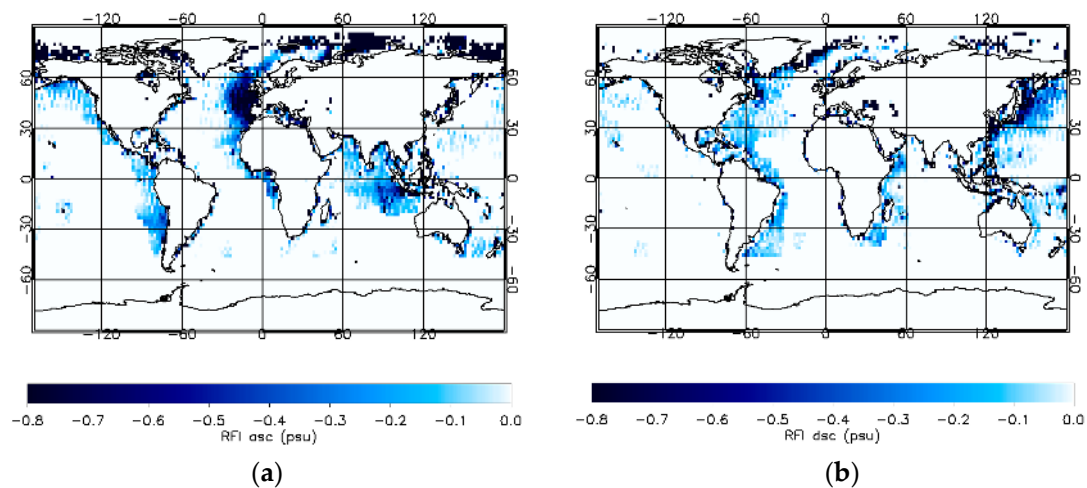 −120 −60 0 60 120 −120 −60 0 60 120
60 60 60 60
30 30 30 30
0 0 0 0
−30 −30 −30 −30
−60 −60 −60 −60
−120 −60 0 60 120 −120 −60 0 60 120
−0.8 −0.7 −0.6 −0.5 −0.4 −0.3 −0.2 −0.1 0.0 −0.8 −0.7 −0.6 −0.5 −0.4 −0.3 −0.2 −0.1 0.0
RFI asc (psu) RFI dsc (psu)
(a) (b)